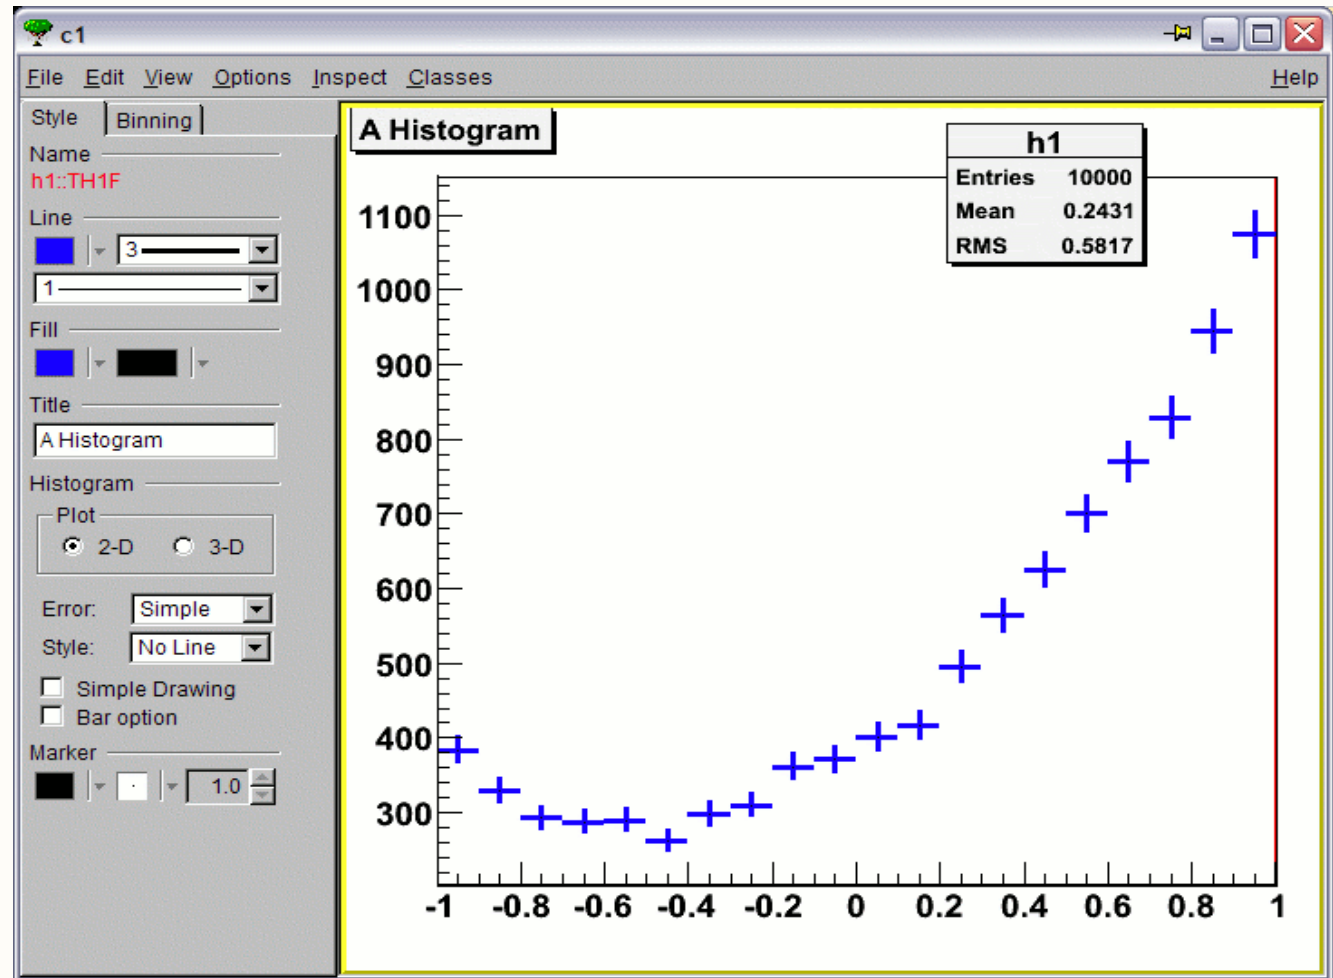 c1
File Edit View Options Inspect Classes Help
Style Binning
Name
h1::TH1F
Line
3
1
Fill
Title
A Histogram
Histogram
Plot
2-D 3-D
Error: Simple
Style: No Line
Simple Drawing
Bar option
Marker
1.0
A Histogram
h1
Entries 10000
Mean 0.2431
RMS 0.5817
1100
1000
900
800
700
600
500
400
300
-1 -0.8 -0.6 -0.4 -0.2 0 0.2 0.4 0.6 0.8 1